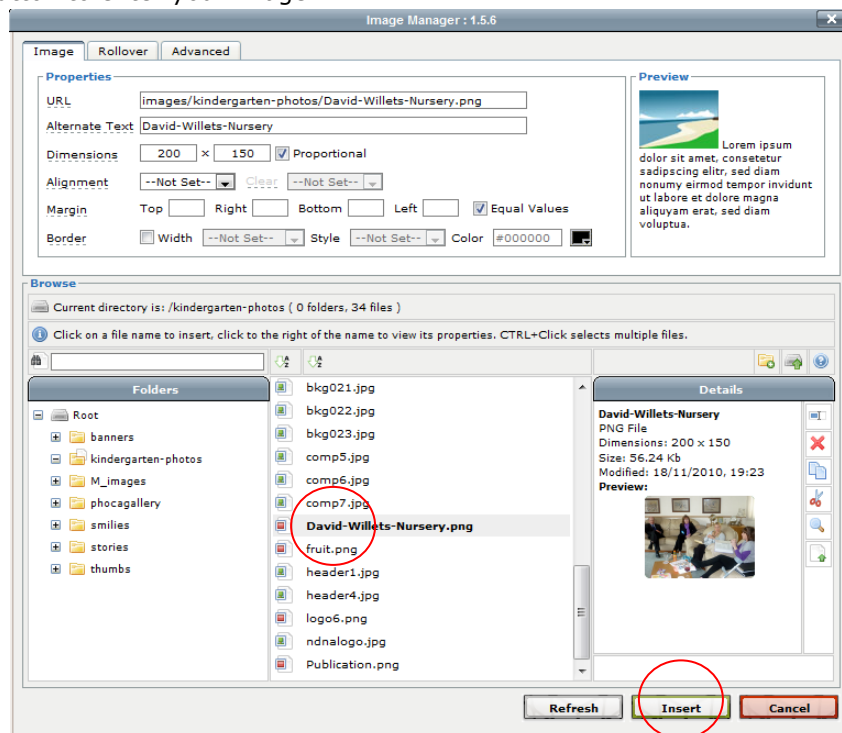 Image Manager : 1.5.6
Image Rollover Advanced
Properties
URL images/kindergarten-photos/David-Willets-Nursery.png
Alternate Text David-Willets-Nursery
Dimensions 200 x 150 Proportional
Alignment --Not Set-- Clear --Not Set--
Margin Top Right Bottom Left Equal Values
Border Width --Not Set-- Style --Not Set-- Color #000000
Preview
Lorem ipsum
dolor sit amet, consetetur
sadipscing elitr, sed diam
nonumy eirmod tempor invidunt
ut labore et dolore magna
aliquyam erat, sed diam
voluptua.
Browse
Current directory is: /kindergarten-photos ( 0 folders, 34 files )
Click on a file name to insert, click to the right of the name to view its properties. CTRL+Click selects multiple files.
Folders
Root
banners
kindergarten-photos
M_images
phocagallery
smilies
stories
thumbs
bkg021.jpg
bkg022.jpg
bkg023.jpg
comp5.jpg
comp6.jpg
comp7.jpg
David-Willets-Nursery.png
fruit.png
header1.jpg
header4.jpg
logo6.png
ndnalogo.jpg
Publication.png
Details
David-Willets-Nursery
PNG File
Dimensions: 200 x 150
Size: 56.24 Kb
Modified: 18/11/2010, 19:23
Preview:
Refresh Insert Cancel